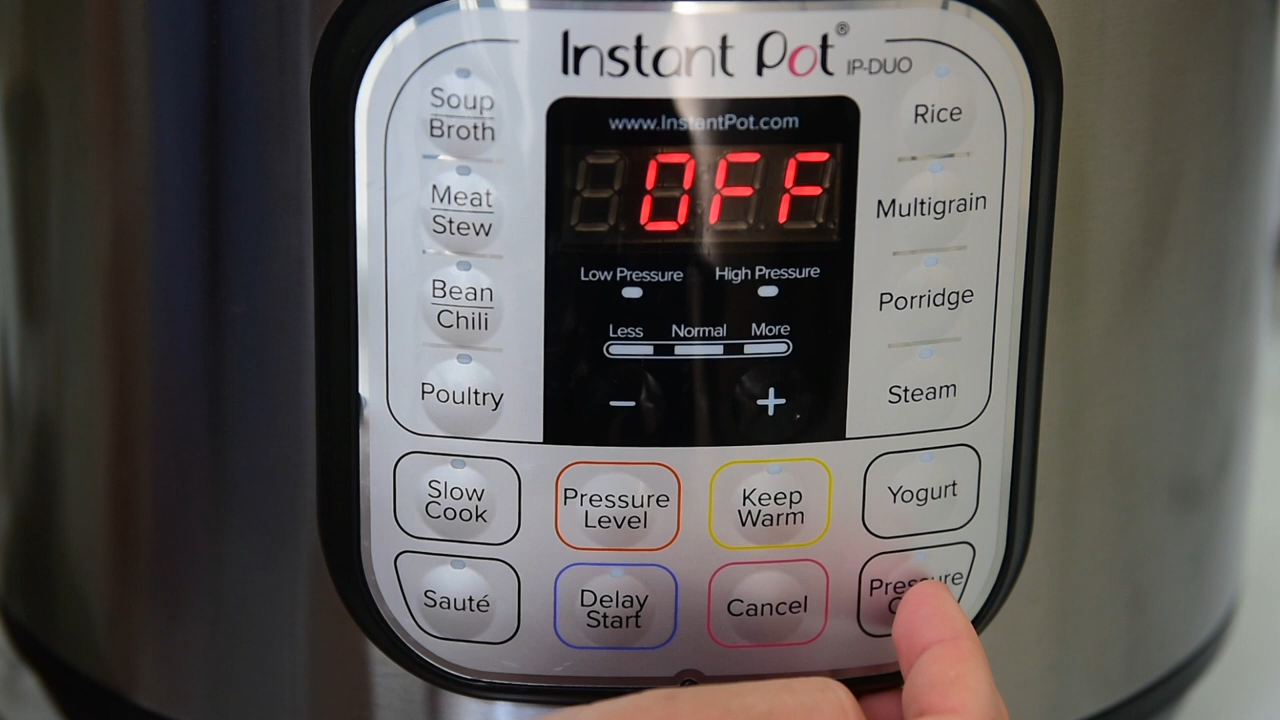 Instant Pot® IP-DUO
www.InstantPot.com
OFF
Low Pressure High Pressure
Less Normal More
− +
Soup
Broth
Meat
Stew
Bean
Chili
Poultry
Rice
Multigrain
Porridge
Steam
Slow
Cook
Pressure
Level
Keep
Warm
Yogurt
Sauté
Delay
Start
Cancel
Pressure